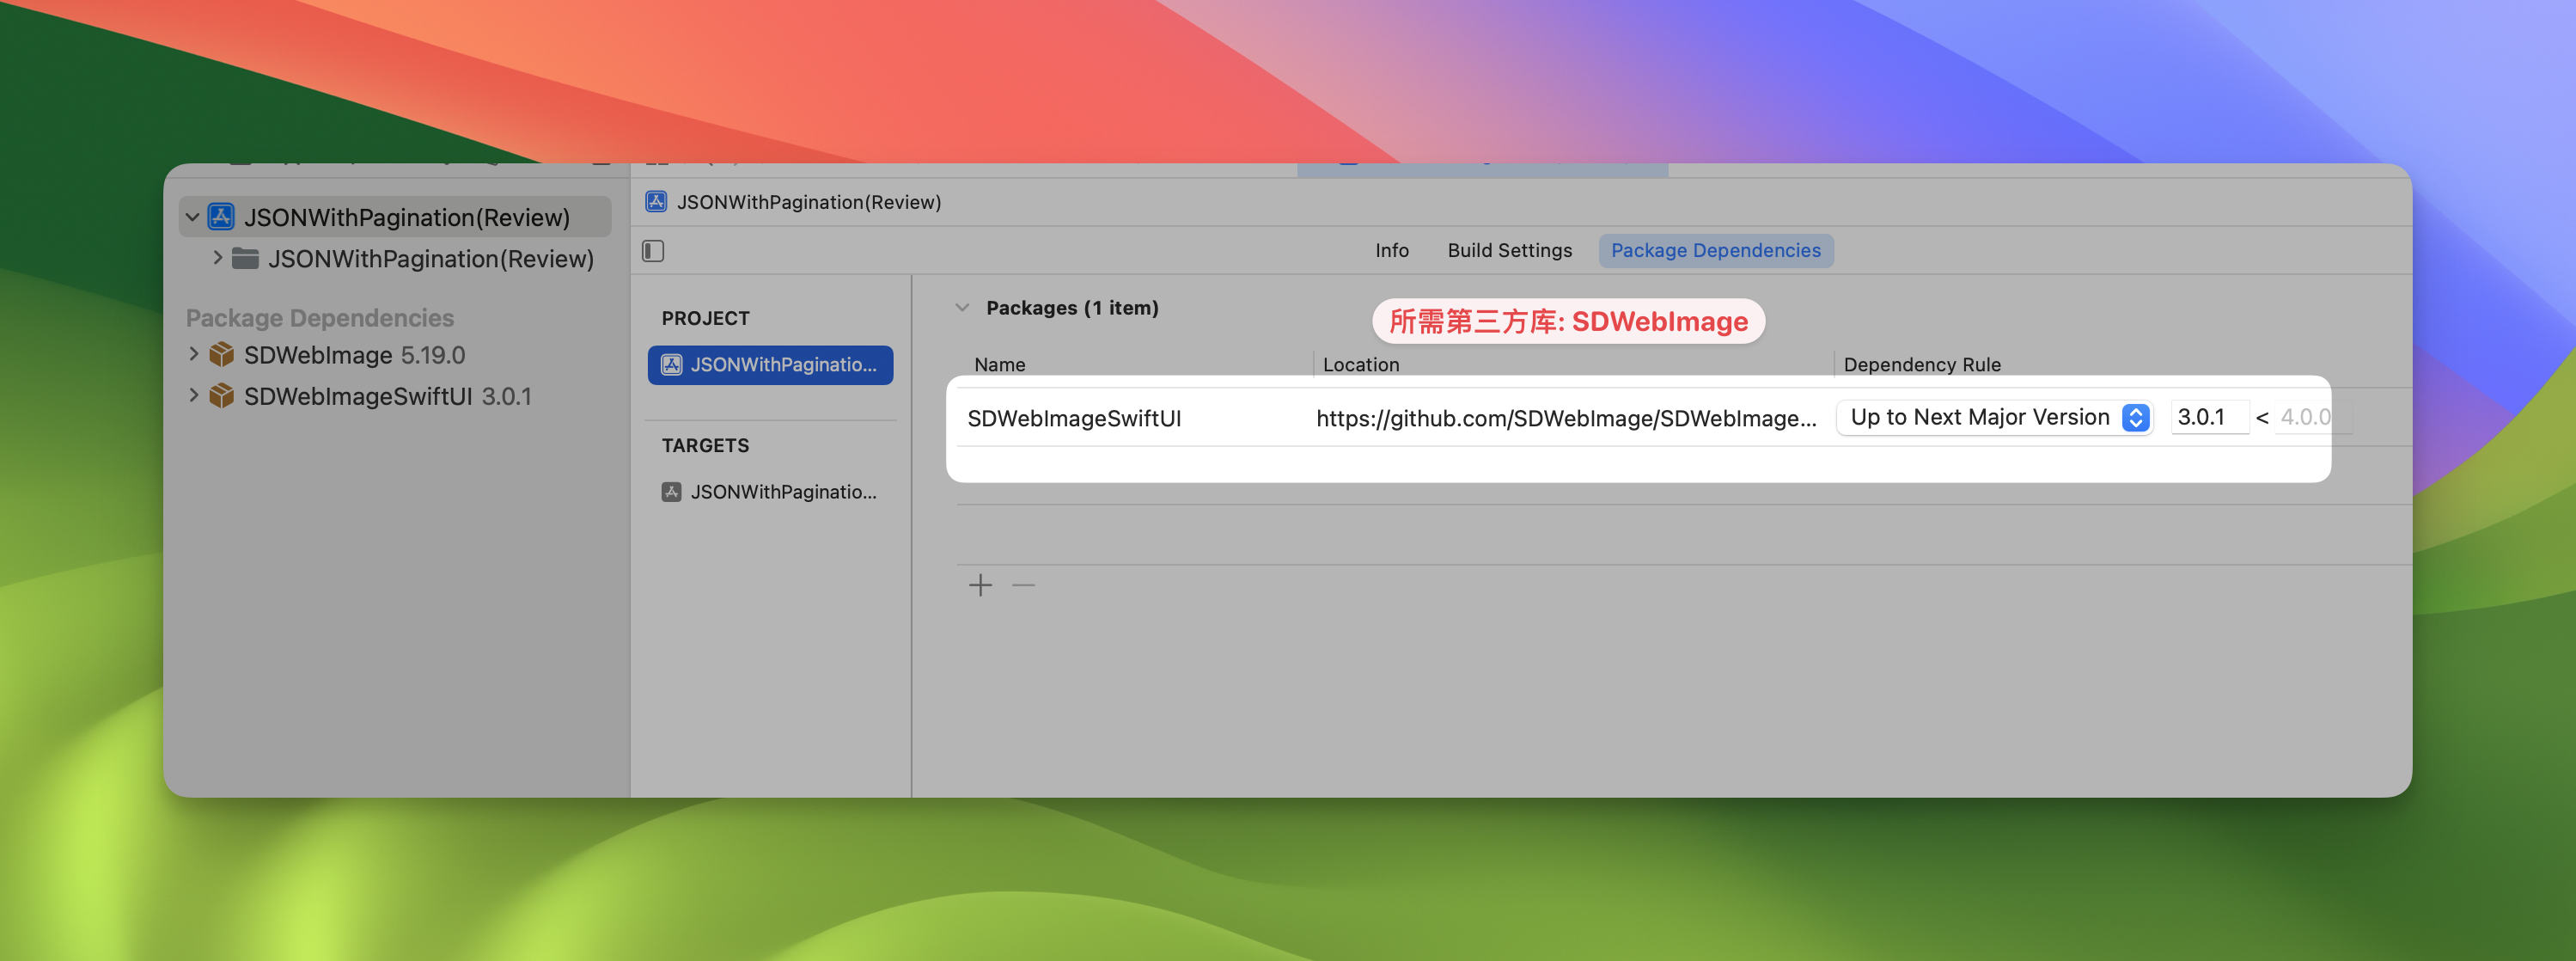 JSONWithPagination(Review)
JSONWithPagination(Review)
Package Dependencies
SDWebImage 5.19.0
SDWebImageSwiftUI 3.0.1
JSONWithPagination(Review)
Info
Build Settings
Package Dependencies
PROJECT
JSONWithPaginatio...
TARGETS
JSONWithPaginatio...
Packages (1 item)
所需第三方库: SDWebImage
Name
Location
Dependency Rule
SDWebImageSwiftUI
https://github.com/SDWebImage/SDWebImage...
Up to Next Major Version
3.0.1 < 4.0.0